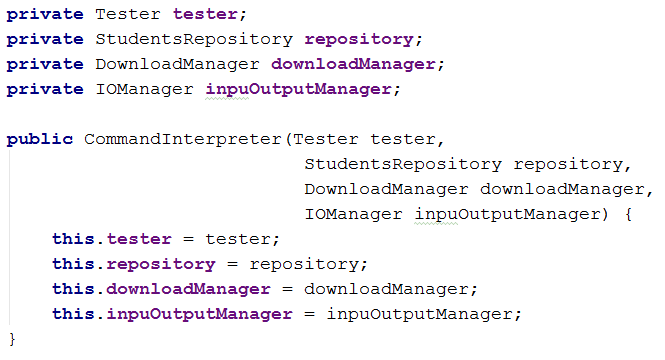 private Tester tester;
private StudentsRepository repository;
private DownloadManager downloadManager;
private IOManager inpuOutputManager;

public CommandInterpreter(Tester tester,
                          StudentsRepository repository,
                          DownloadManager downloadManager,
                          IOManager inpuOutputManager) {
    this.tester = tester;
    this.repository = repository;
    this.downloadManager = downloadManager;
    this.inpuOutputManager = inpuOutputManager;
}